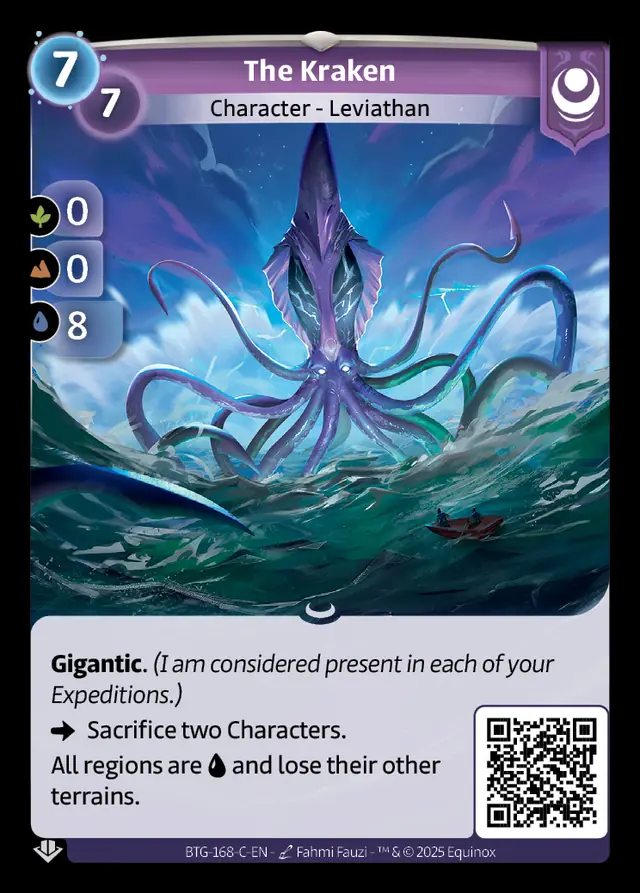 7
The Kraken
7
Character - Leviathan
0
0
8
Gigantic. (I am considered present in each of your
Expeditions.)
Sacrifice two Characters.
All regions are and lose their other
terrains.
BTG-168-C-EN - Fahmi Fauzi - ™ & © 2025 Equinox